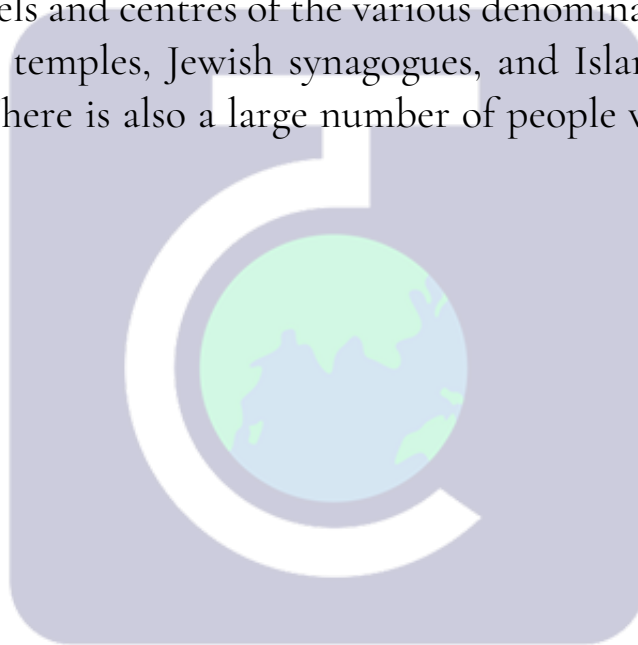 els and centres of the various denomina
temples, Jewish synagogues, and Islar
here is also a large number of people v